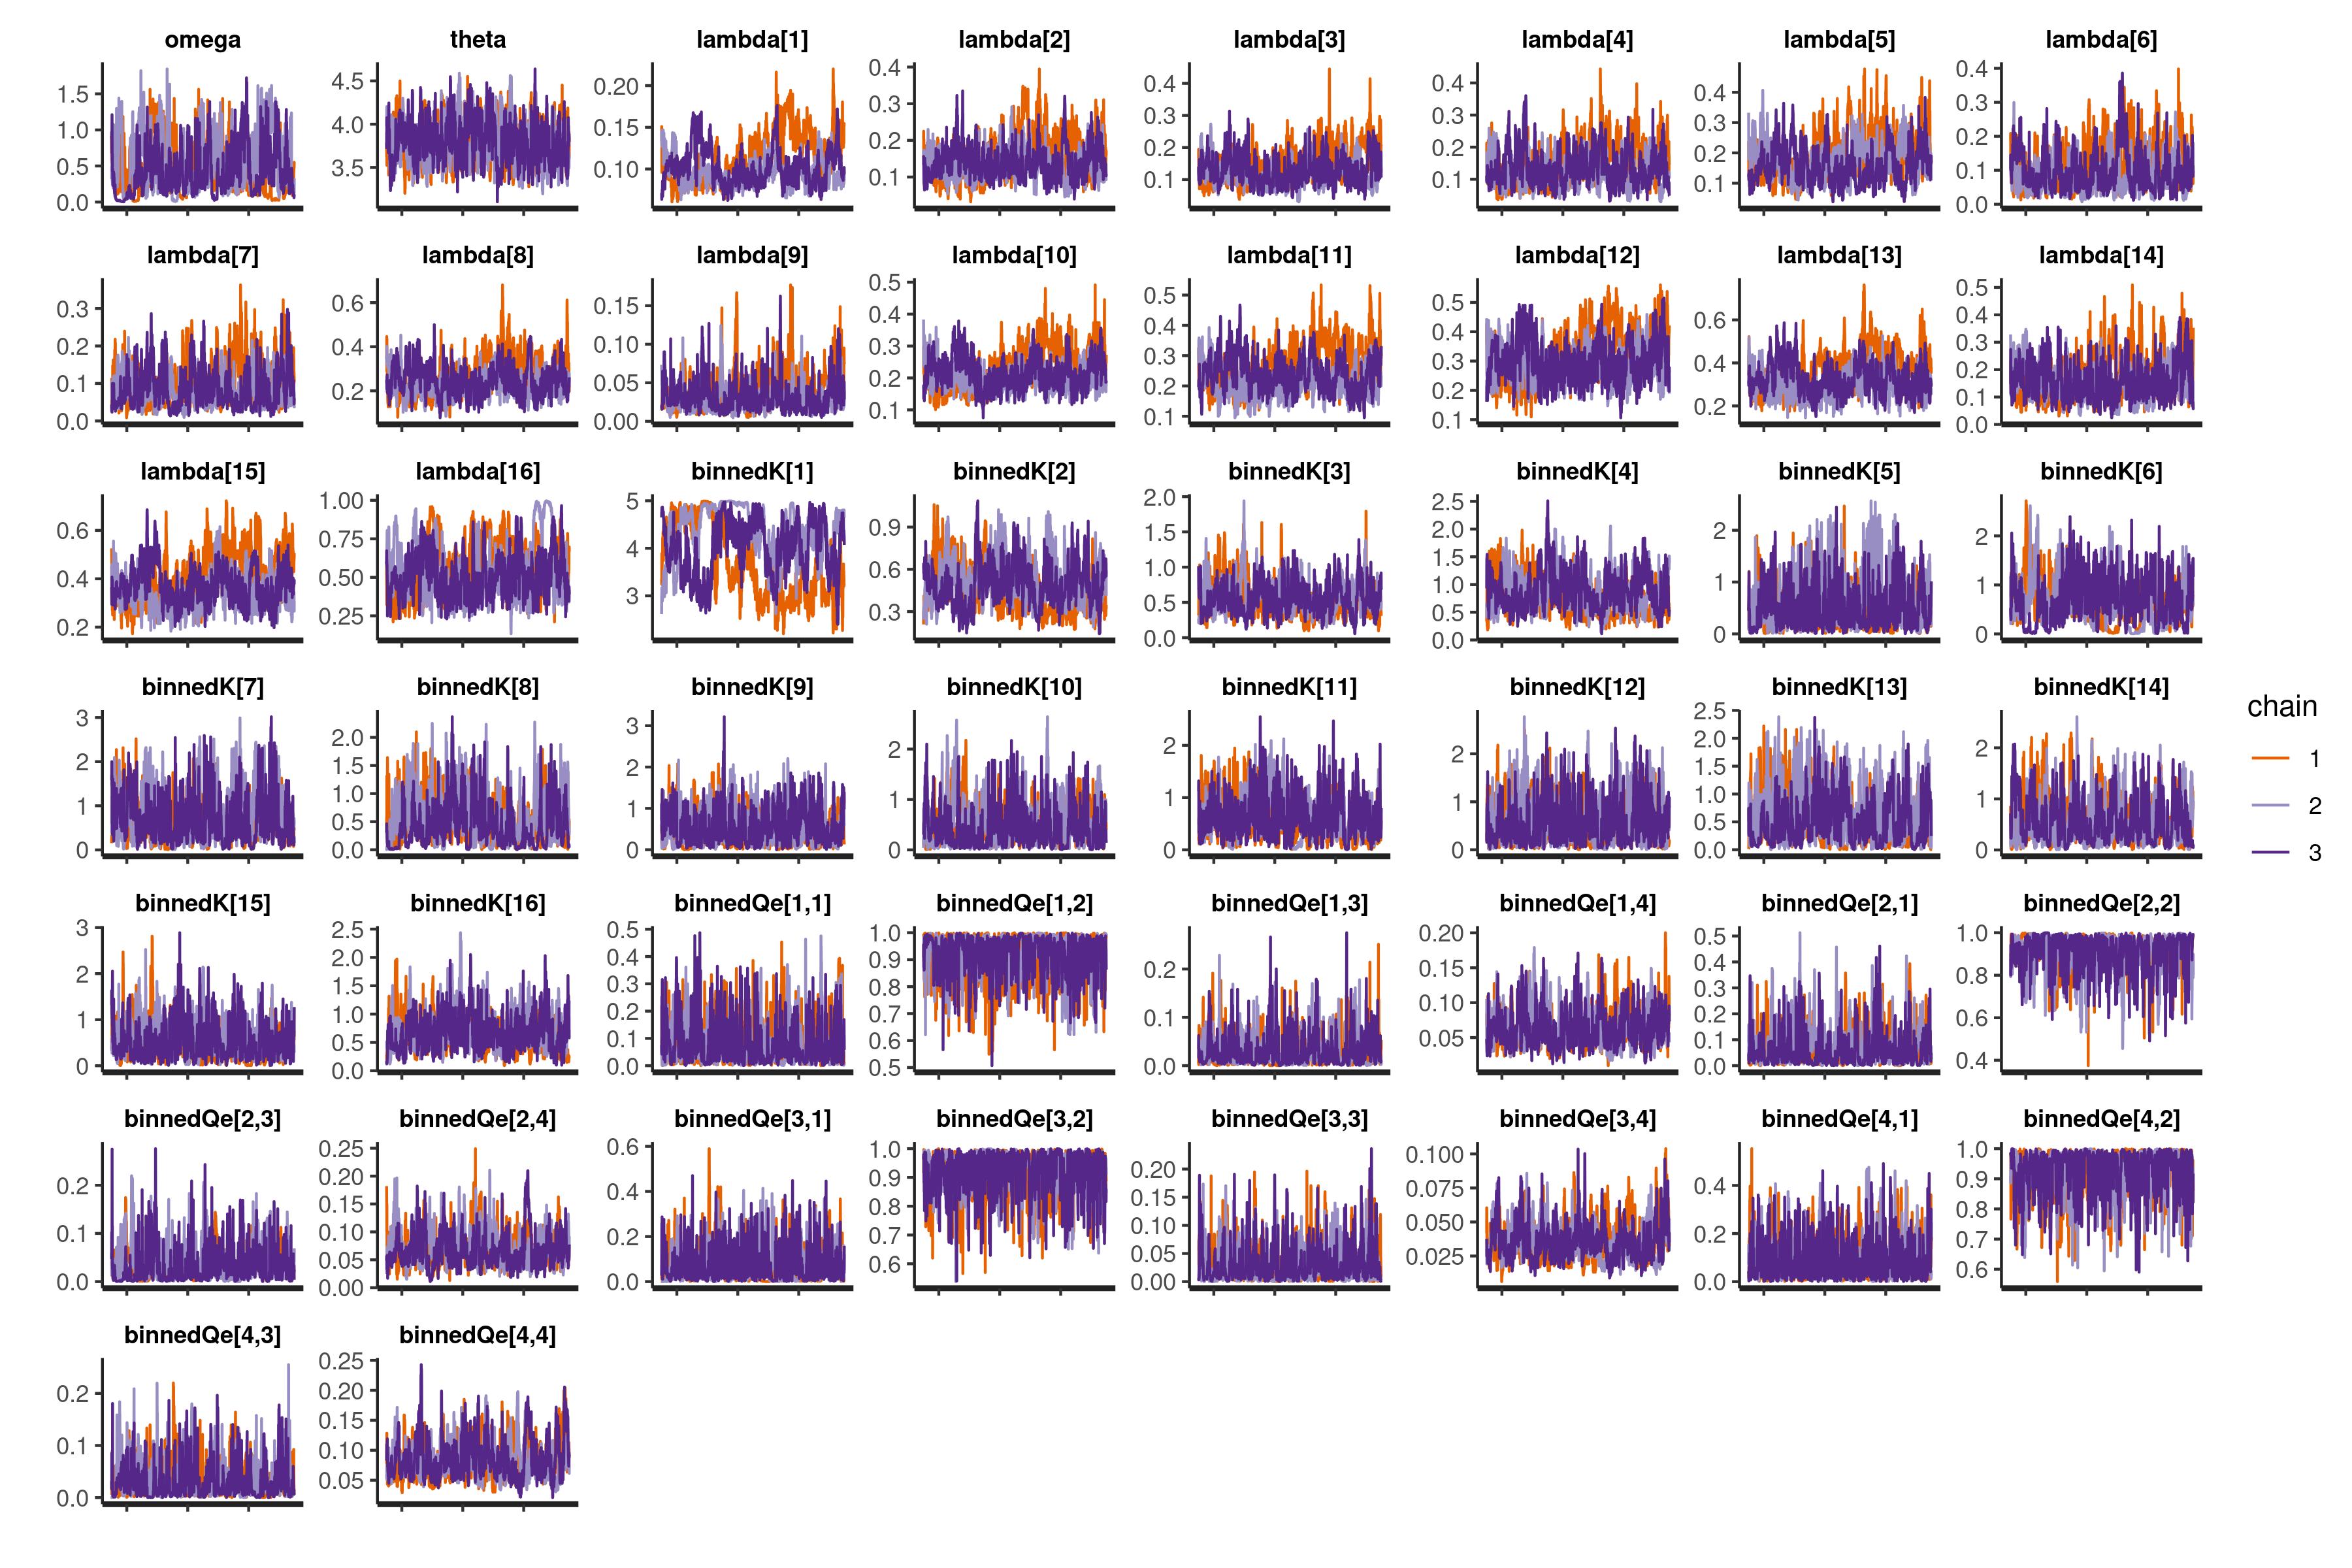 omega theta lambda[1] lambda[2] lambda[3] lambda[4] lambda[5] lambda[6]
1.5 1.0 0.5 0.0
4.5 4.0 3.5
0.20 0.15 0.10
0.4 0.3 0.2 0.1
0.4 0.3 0.2 0.1
0.4 0.3 0.2 0.1
0.4 0.3 0.2 0.1
0.4 0.3 0.2 0.1 0.0
lambda[7] lambda[8] lambda[9] lambda[10] lambda[11] lambda[12] lambda[13] lambda[14]
0.3 0.2 0.1 0.0
0.6 0.4 0.2
0.15 0.10 0.05 0.00
0.5 0.4 0.3 0.2 0.1
0.5 0.4 0.3 0.2 0.1
0.5 0.4 0.3 0.2 0.1
0.6 0.4 0.2
0.5 0.4 0.3 0.2 0.1 0.0
lambda[15] lambda[16] binnedK[1] binnedK[2] binnedK[3] binnedK[4] binnedK[5] binnedK[6]
0.6 0.4 0.2
1.00 0.75 0.50 0.25
5 4 3
0.9 0.6 0.3
2.0 1.5 1.0 0.5 0.0
2.5 2.0 1.5 1.0 0.5 0.0
2 1 0
2 1 0
binnedK[7] binnedK[8] binnedK[9] binnedK[10] binnedK[11] binnedK[12] binnedK[13] binnedK[14]
3 2 1 0
2.0 1.5 1.0 0.5 0.0
3 2 1 0
2 1 0
2 1 0
2 1 0
2.5 2.0 1.5 1.0 0.5 0.0
2 1 0
chain
1
2
3
binnedK[15] binnedK[16] binnedQe[1,1] binnedQe[1,2] binnedQe[1,3] binnedQe[1,4] binnedQe[2,1] binnedQe[2,2]
3 2 1 0
2.5 2.0 1.5 1.0 0.5 0.0
0.5 0.4 0.3 0.2 0.1 0.0
1.0 0.9 0.8 0.7 0.6 0.5
0.2 0.1 0.0
0.20 0.15 0.10 0.05
0.5 0.4 0.3 0.2 0.1 0.0
1.0 0.8 0.6 0.4
binnedQe[2,3] binnedQe[2,4] binnedQe[3,1] binnedQe[3,2] binnedQe[3,3] binnedQe[3,4] binnedQe[4,1] binnedQe[4,2]
0.2 0.1 0.0
0.25 0.20 0.15 0.10 0.05 0.00
0.6 0.4 0.2 0.0
1.0 0.9 0.8 0.7 0.6
0.20 0.15 0.10 0.05 0.00
0.100 0.075 0.050 0.025
0.4 0.2 0.0
1.0 0.9 0.8 0.7 0.6
binnedQe[4,3] binnedQe[4,4]
0.2 0.1 0.0
0.25 0.20 0.15 0.10 0.05